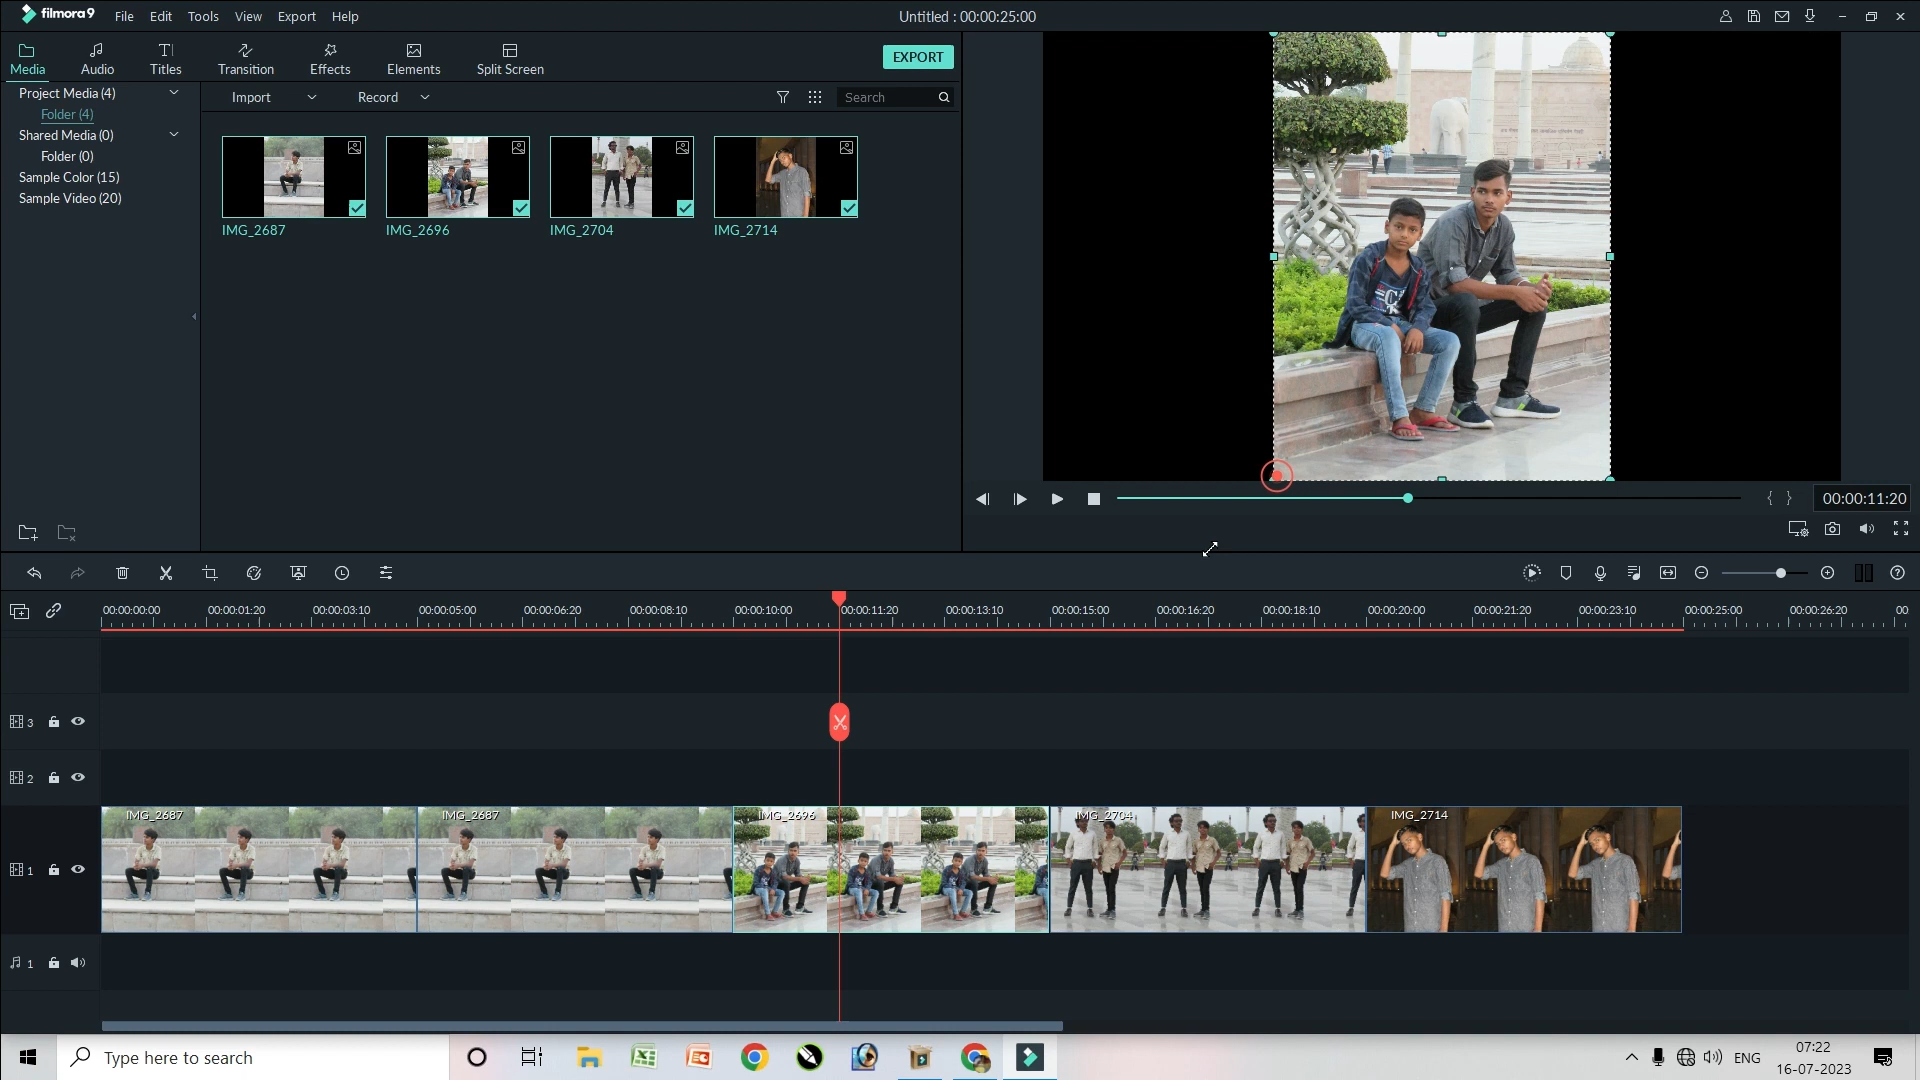 filmora9 File Edit Tools View Export Help Untitled : 00:00:25:00
Media Audio Titles Transition Effects Elements Split Screen EXPORT
Project Media (4) Import Record Search
Folder (4)
Shared Media (0)
Folder (0)
Sample Color (15)
Sample Video (20)
IMG_2687 IMG_2696 IMG_2704 IMG_2714
{ } 00:00:11:20
00:00:00:00 00:00:01:20 00:00:03:10 00:00:05:00 00:00:06:20 00:00:08:10 00:00:10:00 00:00:11:20 00:00:13:10 00:00:15:00 00:00:16:20 00:00:18:10 00:00:20:00 00:00:21:20 00:00:23:10 00:00:25:00 00:00:26:20 00
3
2
IMG_2687 IMG_2687 IMG_2696 IMG_2704 IMG_2714
1
1
Type here to search ENG 07:22
16-07-2023